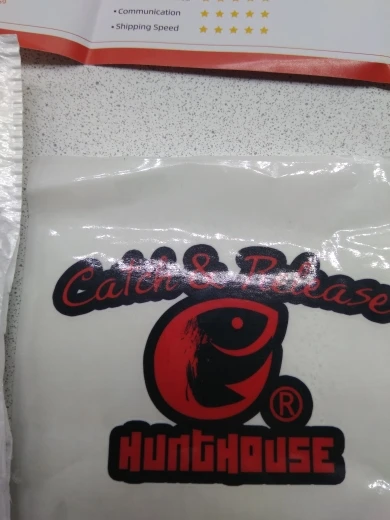 • Communication ★★★★★
• Shipping Speed ★★★★★
Catch & Release
®
HUNTHOUSE